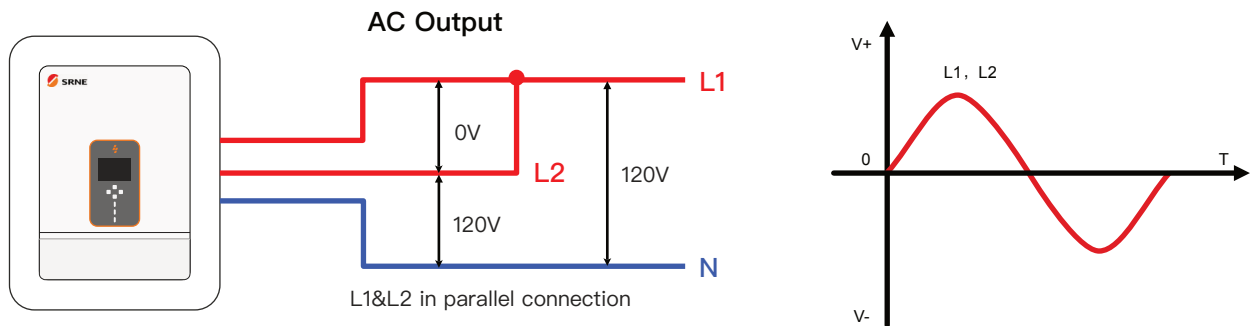 AC Output
SRNE
L1
0V
L2
120V
120V
N
L1&L2 in parallel connection
V+
L1, L2
0
T
V-